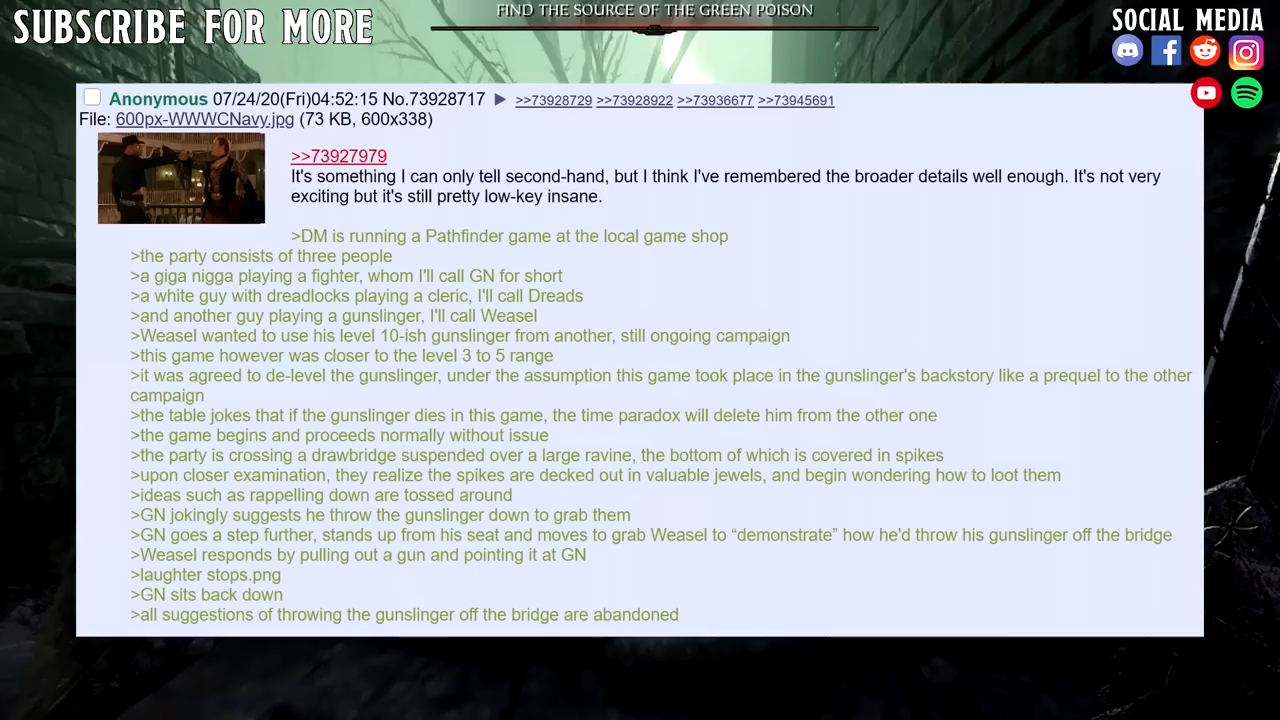 SUBSCRIBE FOR MORE
FIND THE SOURCE OF THE GREEN POISON
SOCIAL MEDIA
Anonymous 07/24/20(Fri)04:52:15 No.73928717 ▶ >>73928729 >>73928922 >>73936677 >>73945691
File: 600px-WWWCNavy.jpg (73 KB, 600x338)
>>73927979
It's something I can only tell second-hand, but I think I've remembered the broader details well enough. It's not very
exciting but it's still pretty low-key insane.
>DM is running a Pathfinder game at the local game shop
>the party consists of three people
>a giga nigga playing a fighter, whom I'll call GN for short
>a white guy with dreadlocks playing a cleric, I'll call Dreads
>and another guy playing a gunslinger, I'll call Weasel
>Weasel wanted to use his level 10-ish gunslinger from another, still ongoing campaign
>this game however was closer to the level 3 to 5 range
>it was agreed to de-level the gunslinger, under the assumption this game took place in the gunslinger's backstory like a prequel to the other
campaign
>the table jokes that if the gunslinger dies in this game, the time paradox will delete him from the other one
>the game begins and proceeds normally without issue
>the party is crossing a drawbridge suspended over a large ravine, the bottom of which is covered in spikes
>upon closer examination, they realize the spikes are decked out in valuable jewels, and begin wondering how to loot them
>ideas such as rappelling down are tossed around
>GN jokingly suggests he throw the gunslinger down to grab them
>GN goes a step further, stands up from his seat and moves to grab Weasel to “demonstrate” how he'd throw his gunslinger off the bridge
>Weasel responds by pulling out a gun and pointing it at GN
>laughter stops.png
>GN sits back down
>all suggestions of throwing the gunslinger off the bridge are abandoned